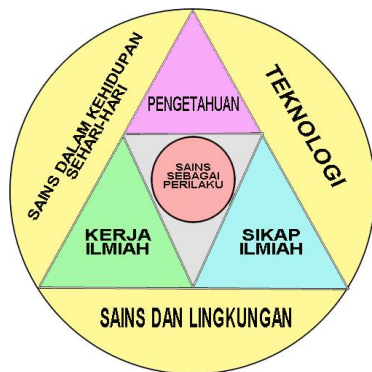 SAINS DALAM KEHIDUPAN
SEHARI-HARI
TEKNOLOGI
PENGETAHUAN
SAINS
SEBAGAI
PERILAKU
KERJA
ILMIAH
SIKAP
ILMIAH
SAINS DAN LINGKUNGAN